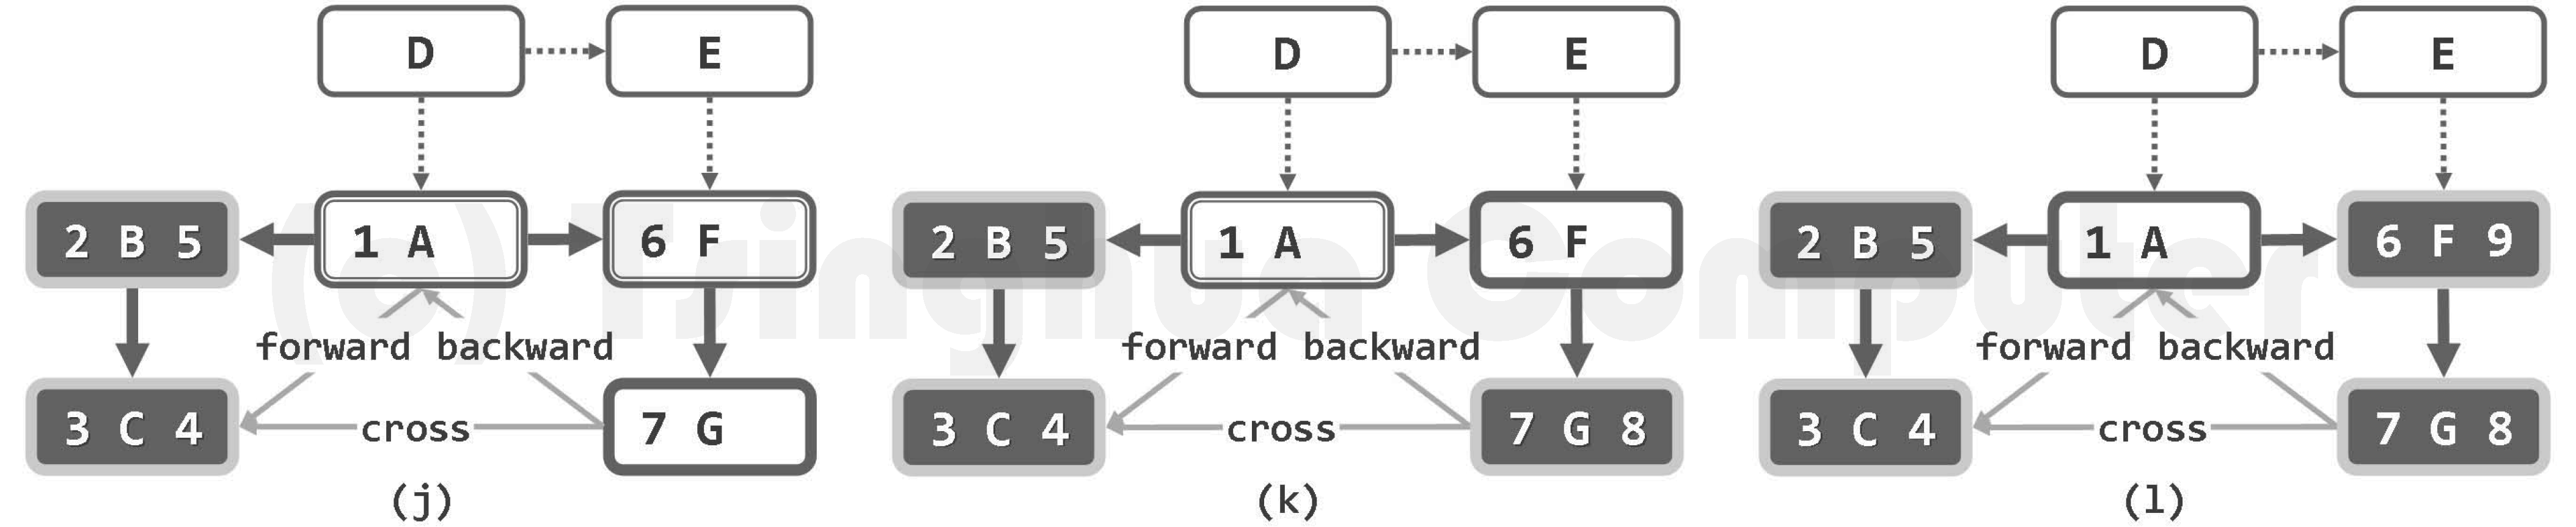 D E D E D E
2 B 5 1 A 6 F 2 B 5 1 A 6 F 2 B 5 1 A 6 F 9
(c) Tsinghua Computer
forward backward forward backward forward backward
3 C 4 cross 7 G 3 C 4 cross 7 G 8 3 C 4 cross 7 G 8
(j) (k) (l)